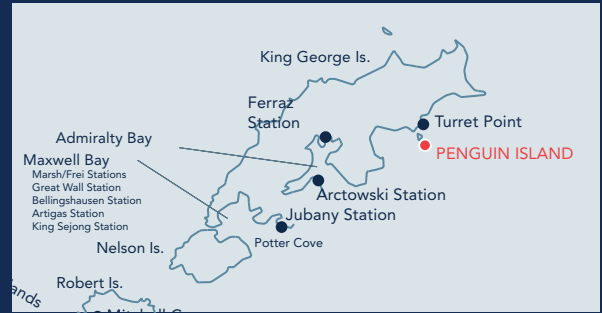 King George Is.
Ferraz
Station
Turret Point
Admiralty Bay
PENGUIN ISLAND
Maxwell Bay
Marsh/Frei Stations
Great Wall Station
Bellingshausen Station
Artigas Station
King Sejong Station
Arctowski Station
Jubany Station
Potter Cove
Nelson Is.
Robert Is.
lands